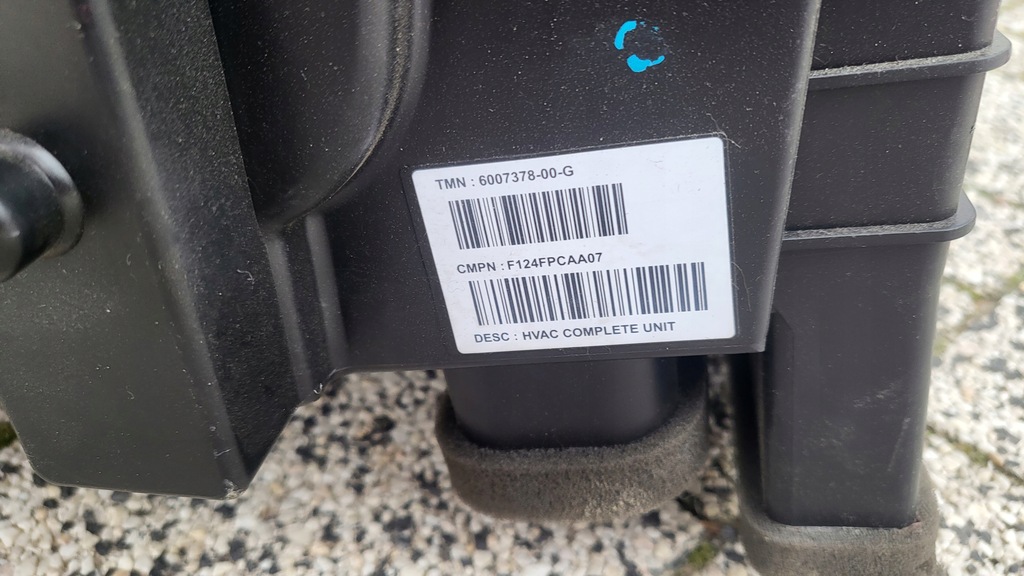 TMN : 6007378-00-G
CMPN : F124FPCAA07
DESC : HVAC COMPLETE UNIT